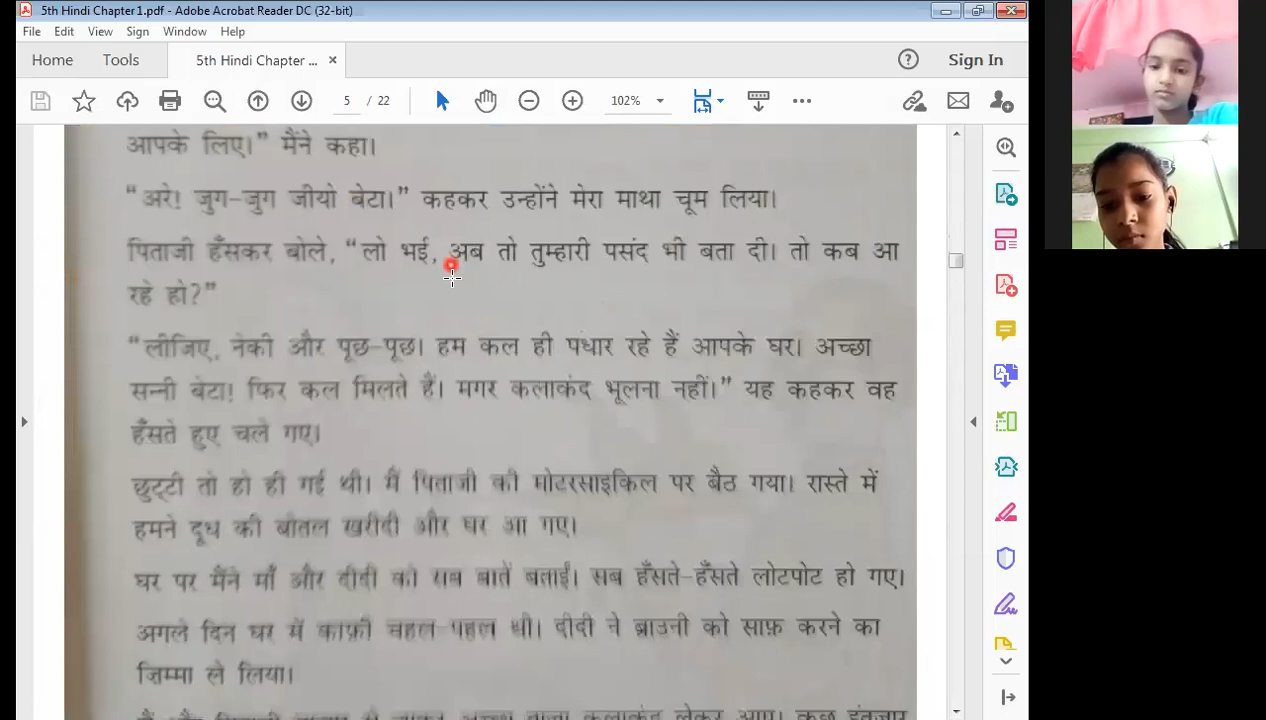 5th Hindi Chapter 1.pdf - Adobe Acrobat Reader DC (32-bit)
File Edit View Sign Window Help
Home Tools 5th Hindi Chapter ... × Sign In
5 / 22 102%
आपके लिए।” मैंने कहा।
“अरे! जुग-जुग जीयो बेटा।” कहकर उन्होंने मेरा माथा चूम लिया।
पिताजी हँसकर बोले, “लो भई, अब तो तुम्हारी पसंद भी बता दी। तो कब आ
रहे हो?”
“लीजिए, नेकी और पूछ-पूछ। हम कल ही पधार रहे हैं आपके घर। अच्छा
सन्नी बेटा! फिर कल मिलते हैं। मगर कलाकंद भूलना नहीं।” यह कहकर वह
हँसते हुए चले गए।
छुट्टी तो हो ही गई थी। मैं पिताजी की मोटरसाइकिल पर बैठ गया। रास्ते में
हमने दूध की बोतल खरीदी और घर आ गए।
घर पर मैंने माँ और दीदी को सब बातें बताईं। सब हँसते-हँसते लोटपोट हो गए।
अगले दिन घर में काफ़ी चहल-पहल थी। दीदी ने ब्राउनी को साफ़ करने का
ज़िम्मा ले लिया।